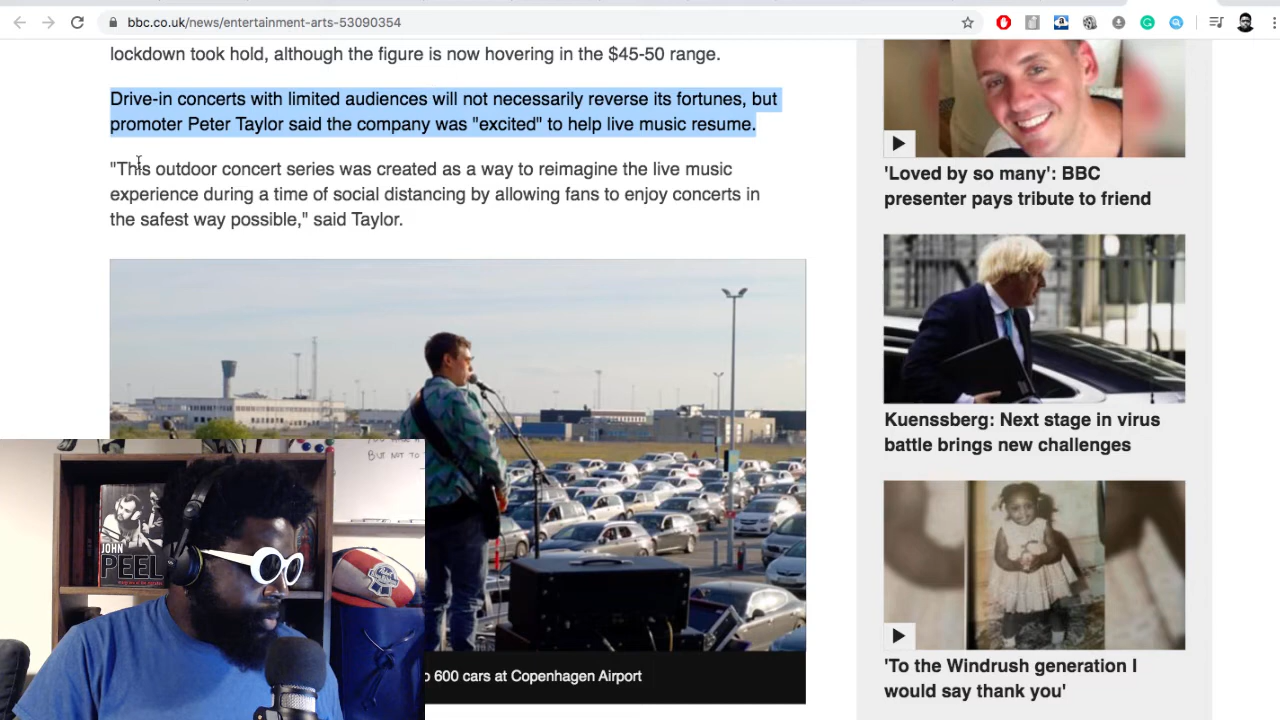 bbc.co.uk/news/entertainment-arts-53090354
lockdown took hold, although the figure is now hovering in the $45-50 range.
Drive-in concerts with limited audiences will not necessarily reverse its fortunes, but
promoter Peter Taylor said the company was "excited" to help live music resume.
"This outdoor concert series was created as a way to reimagine the live music
experience during a time of social distancing by allowing fans to enjoy concerts in
the safest way possible," said Taylor.
600 cars at Copenhagen Airport
'Loved by so many': BBC
presenter pays tribute to friend
Kuenssberg: Next stage in virus
battle brings new challenges
'To the Windrush generation I
would say thank you'
BUT NOT TO
JOHN
PEEL